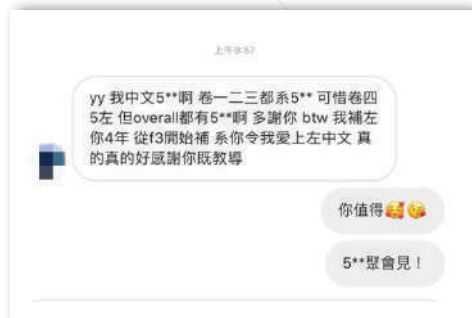 上午9:57
yy 我中文5**啊 卷一二三都系5** 可惜卷四
5左 但overall都有5**啊 多謝你 btw 我補左
你4年 從f3開始補 系你令我愛上左中文 真
的真的好感謝你既教導
你值得🥰🥳
5**聚會見！